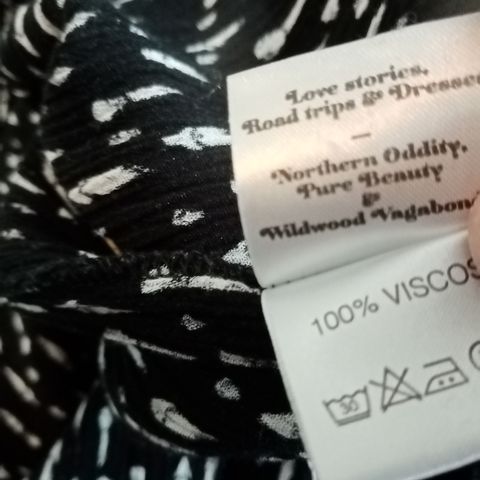 Love stories,
Road trips & Dresses
—
Northern Oddity,
Pure Beauty
&
Wildwood Vagabon
100% VISCOS
30